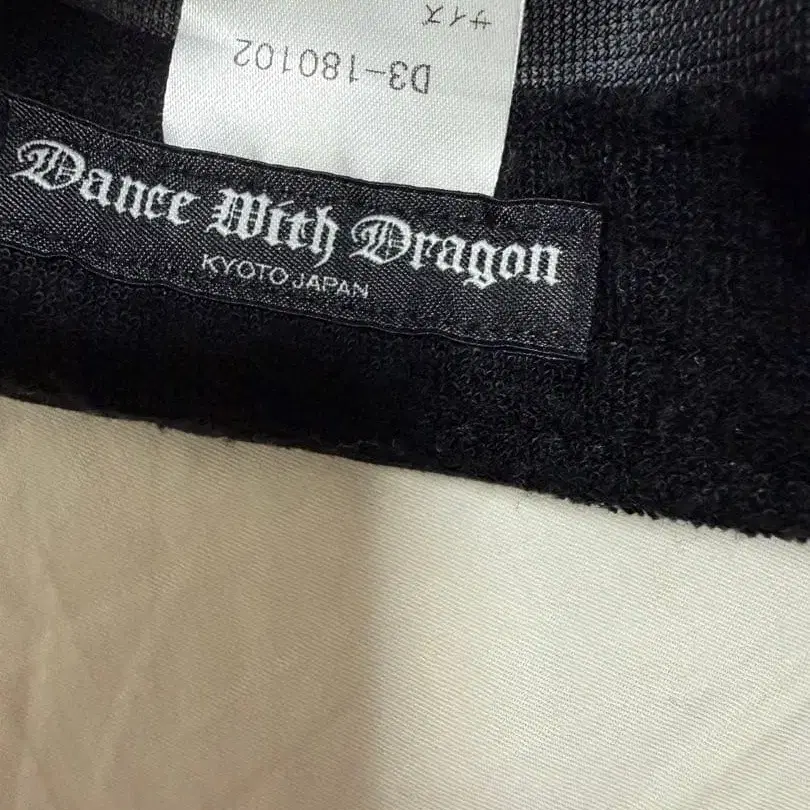 サイズ
D3-180102
Dance With Dragon
KYOTO JAPAN